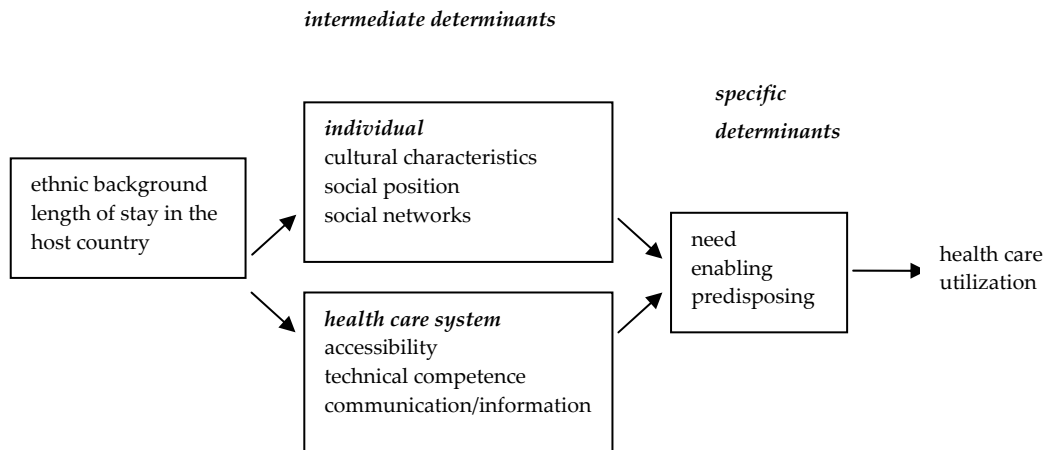 intermediate determinants
specific
determinants
individual
cultural characteristics
social position
social networks
ethnic background
length of stay in the
host country
need
enabling
predisposing
health care
utilization
health care system
accessibility
technical competence
communication/information